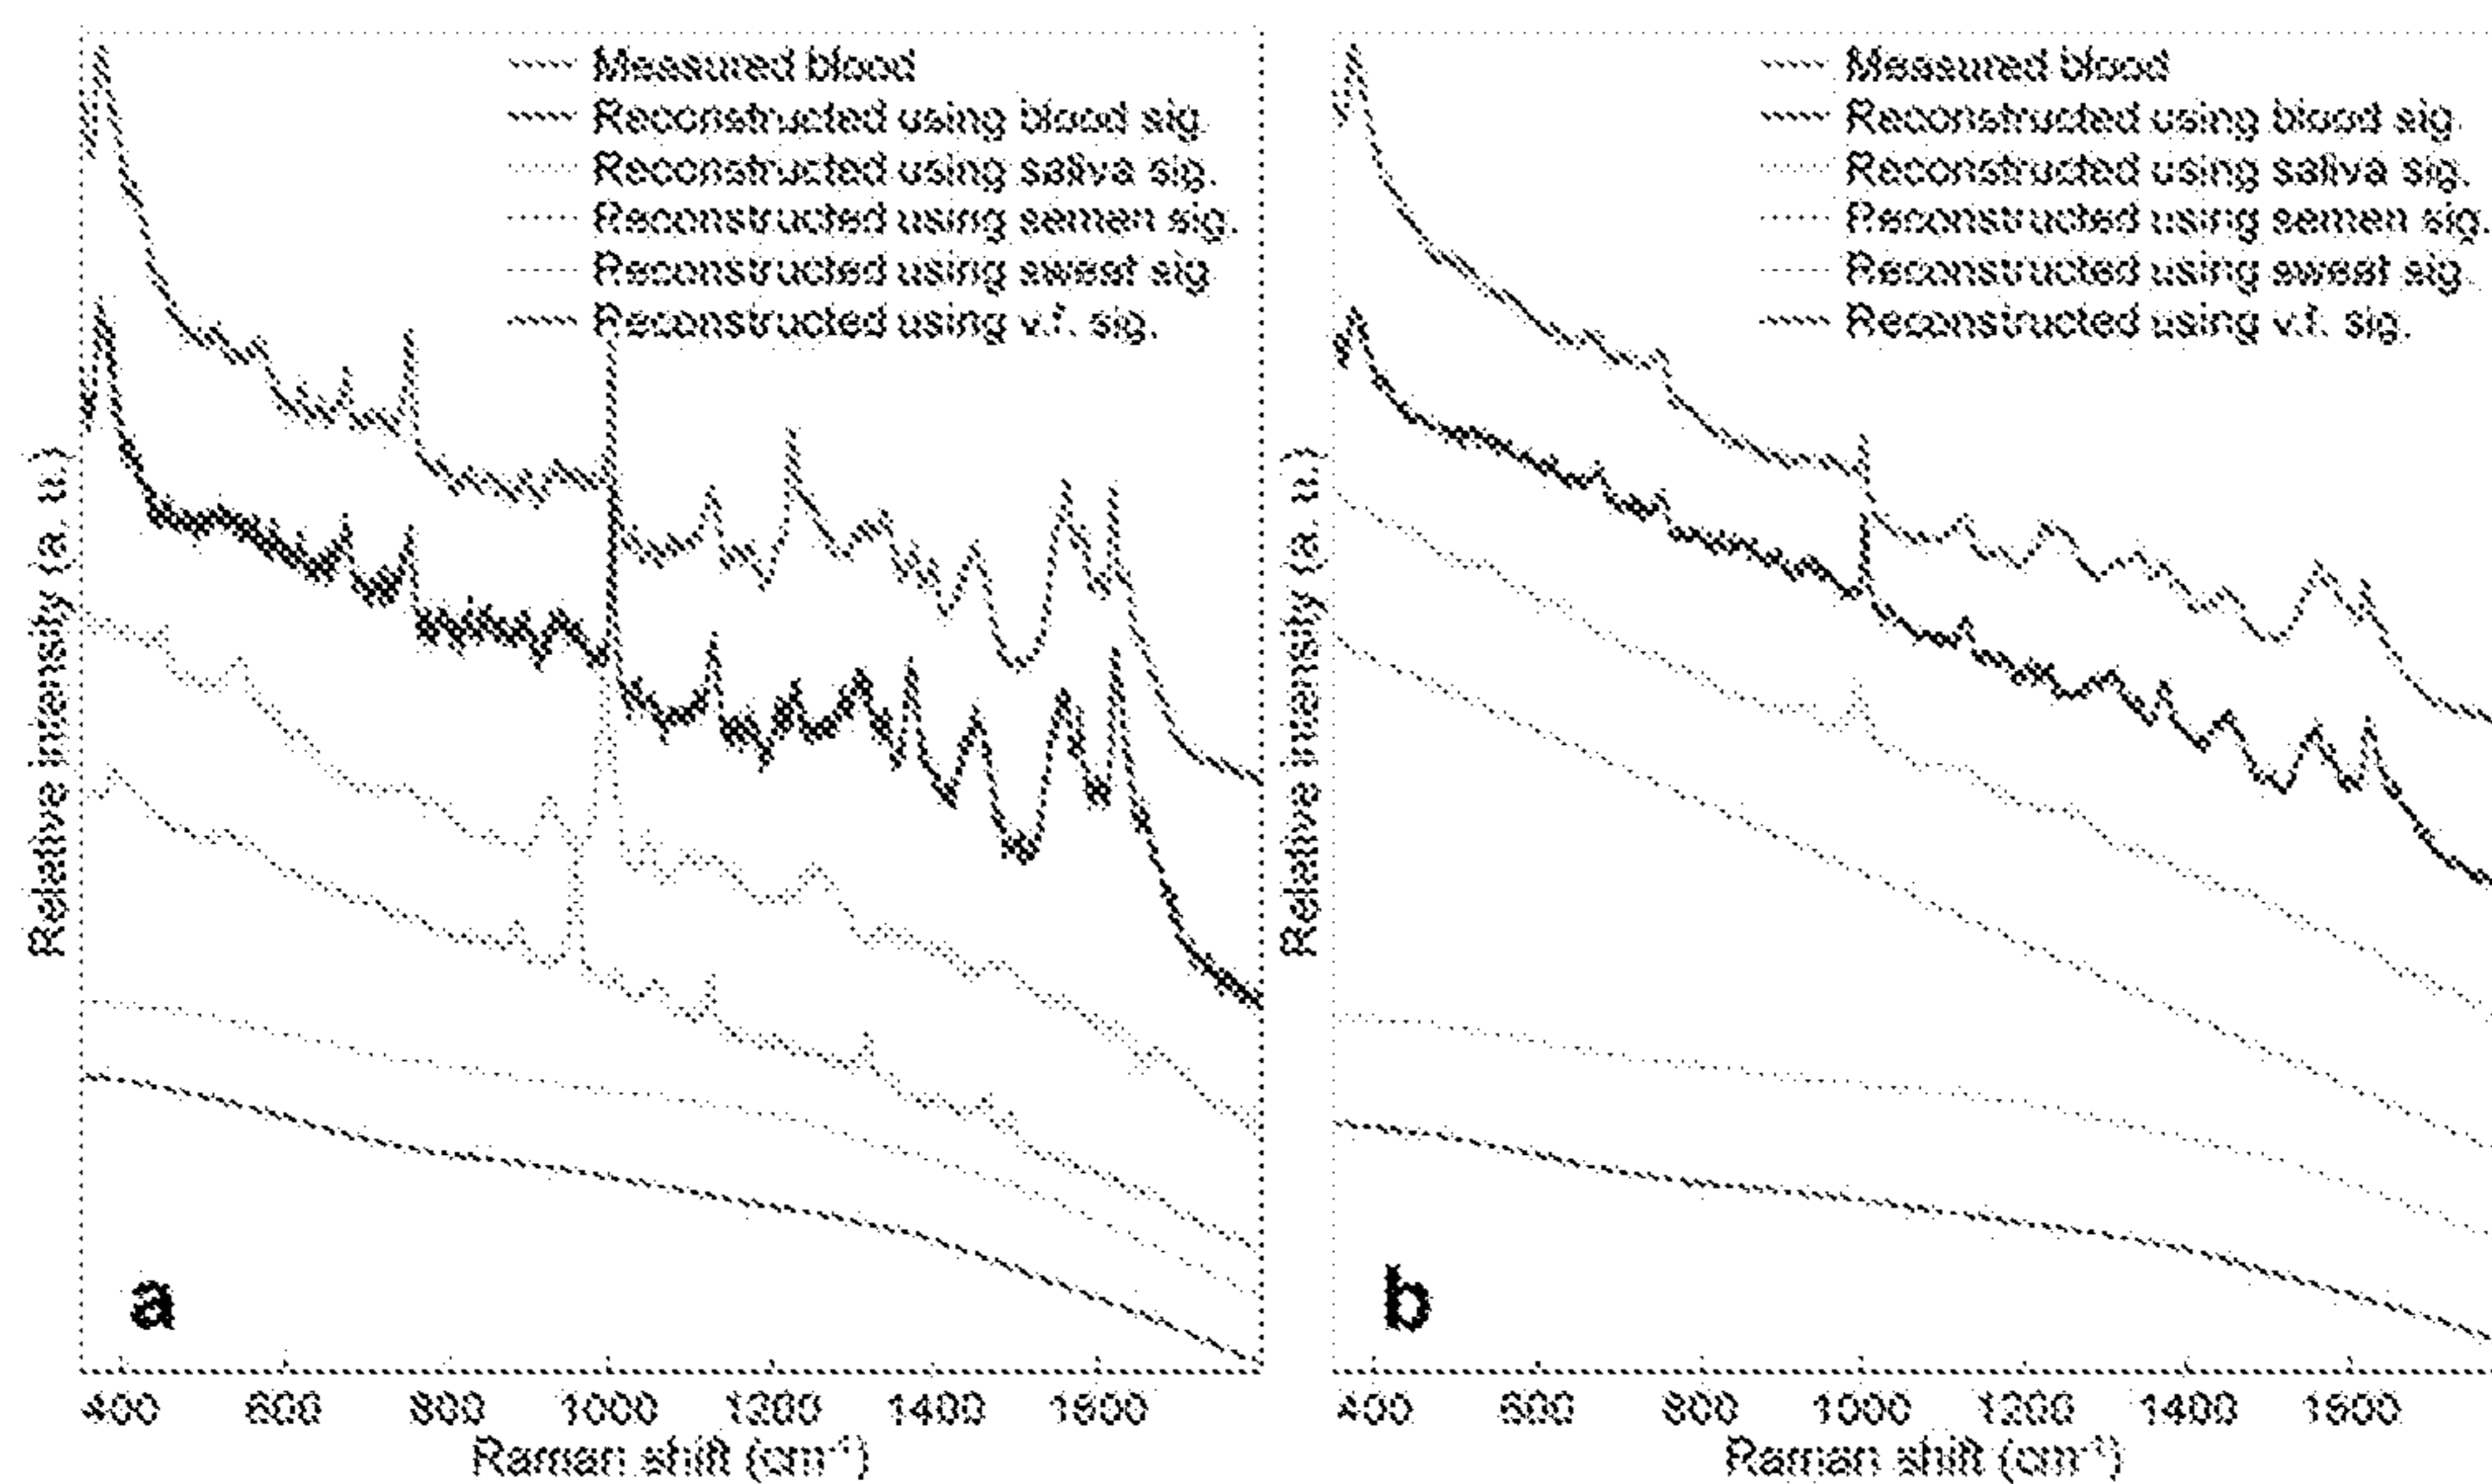 Measured blood
Reconstructed using blood sig.
Reconstructed using saliva sig.
Reconstructed using semen sig.
Reconstructed using sweat sig.
Reconstructed using v.f. sig.
Relative intensity (a. u.)
a
400 600 800 1000 1200 1400 1600
Raman shift (cm⁻¹)
Measured blood
Reconstructed using blood sig.
Reconstructed using saliva sig.
Reconstructed using semen sig.
Reconstructed using sweat sig.
Reconstructed using v.f. sig.
Relative intensity (a. u.)
b
400 600 800 1000 1200 1400 1600
Raman shift (cm⁻¹)